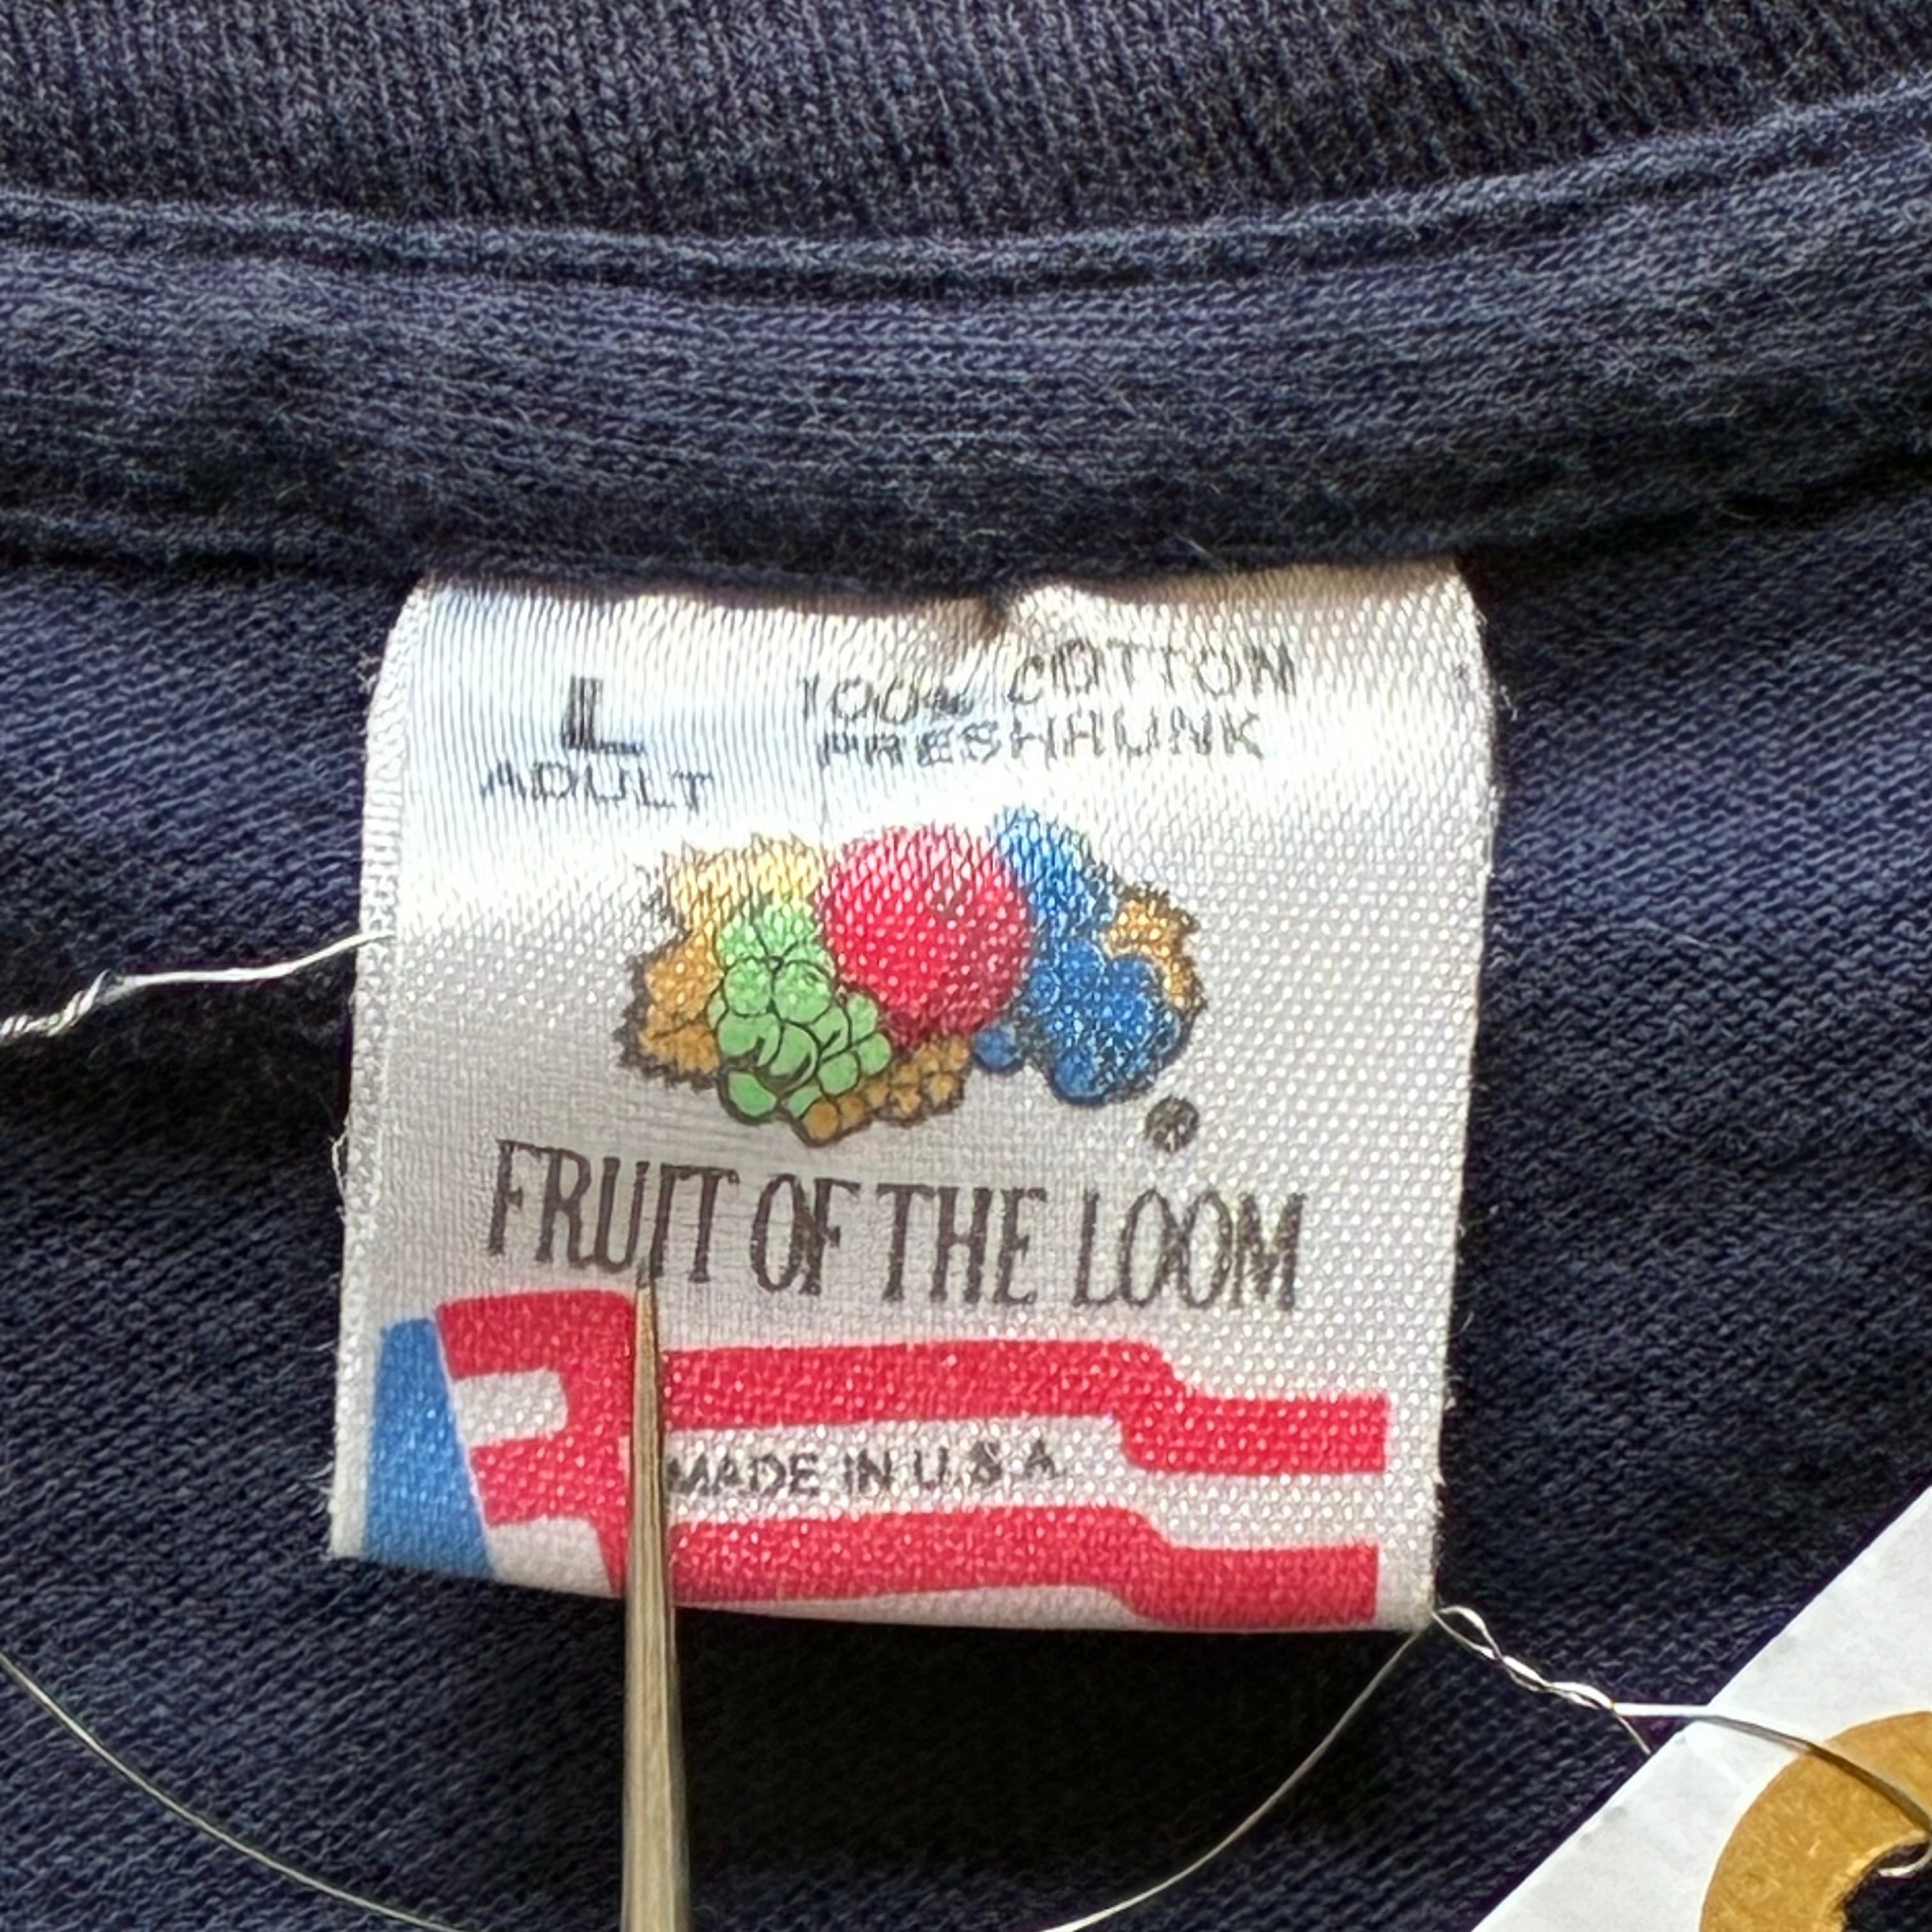 L
ADULT
100% COTTON
PRESHRUNK
®
FRUIT OF THE LOOM
MADE IN U.S.A.